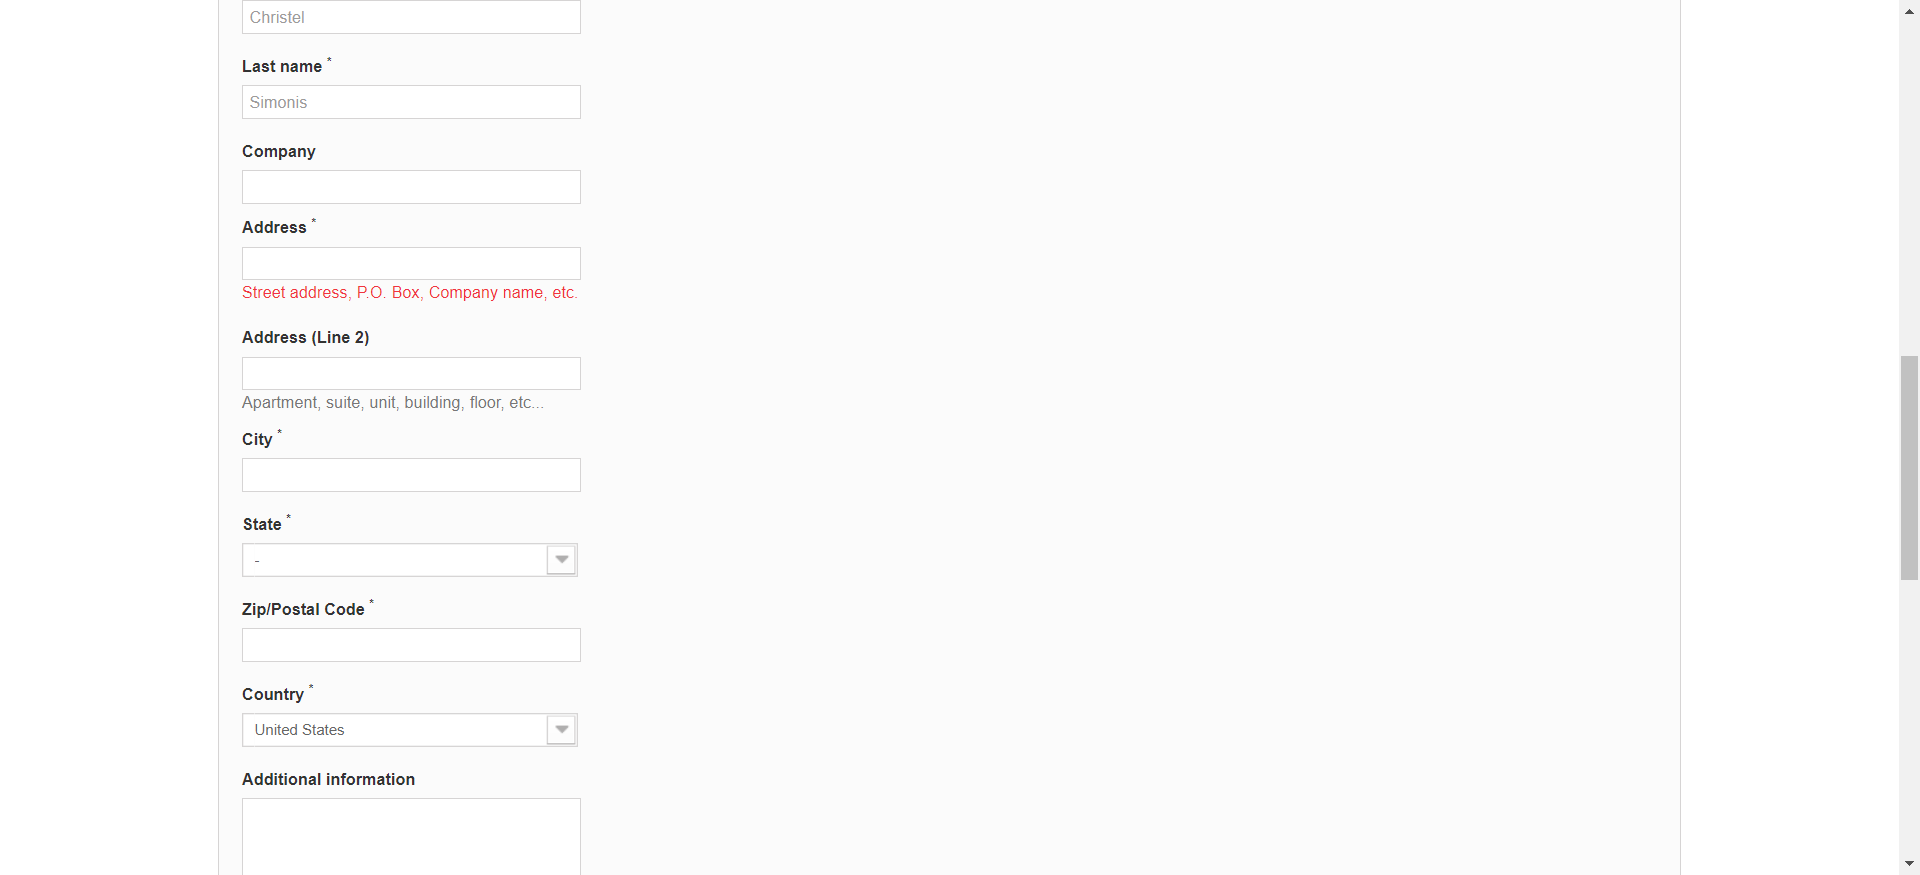 Christel
Last name *
Simonis
Company
Address *
Street address, P.O. Box, Company name, etc.
Address (Line 2)
Apartment, suite, unit, building, floor, etc...
City *
State *
-
Zip/Postal Code *
Country *
United States
Additional information